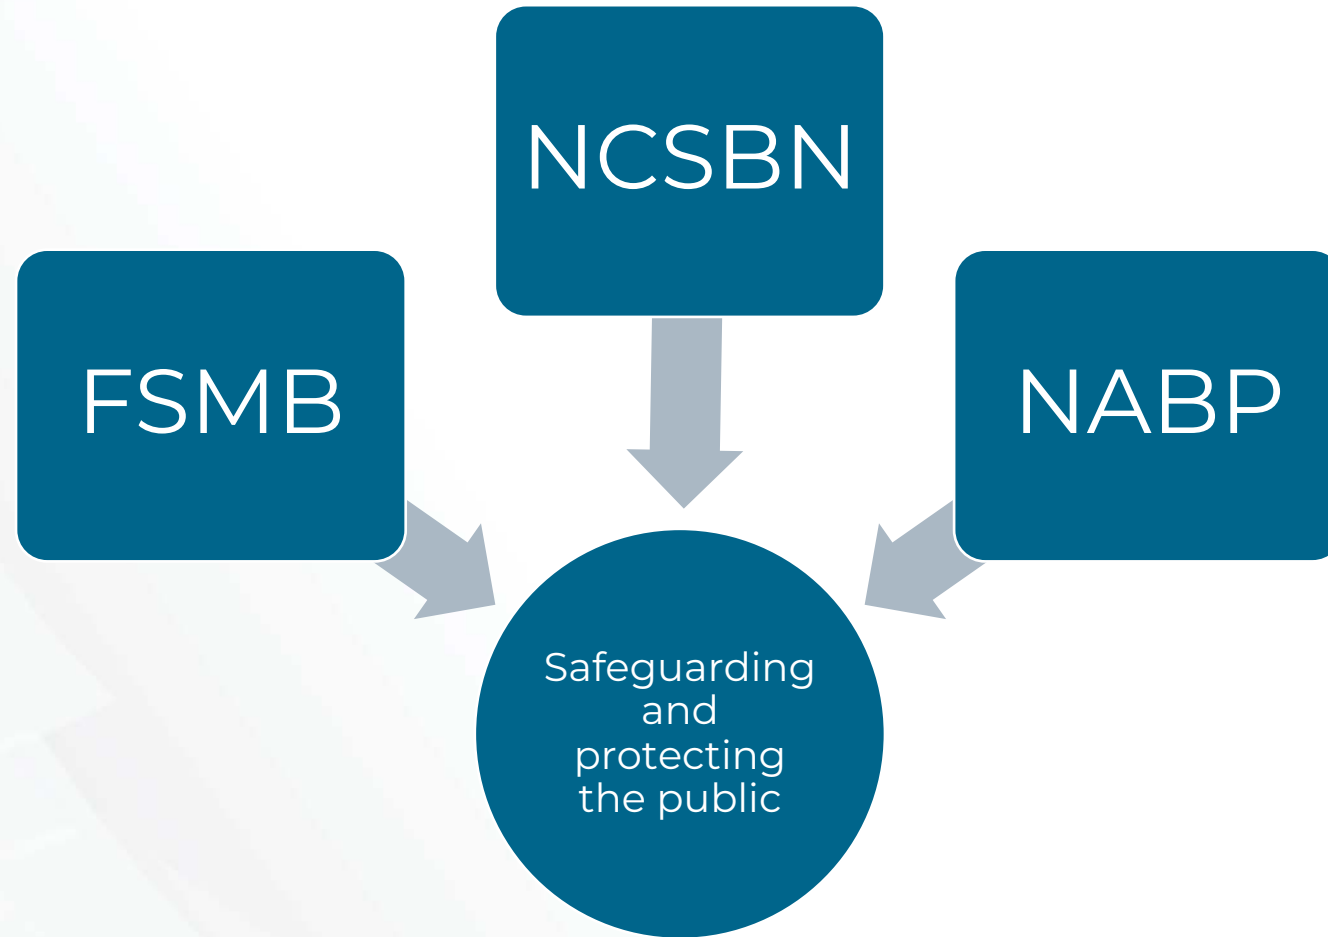 NCSBN
FSMB
NABP
Safeguarding
and
protecting
the public